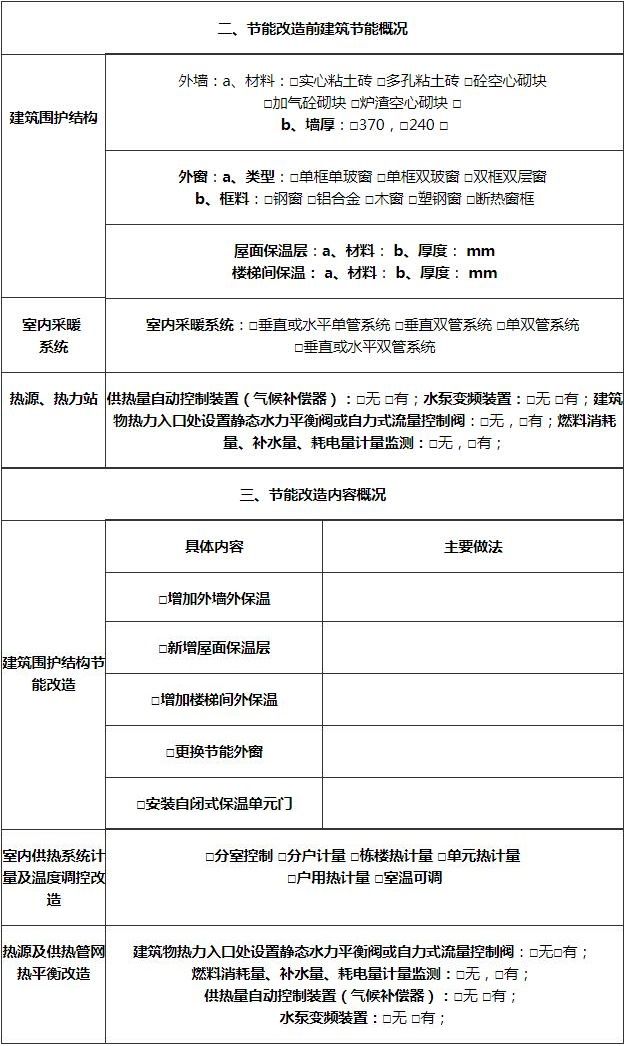 二、节能改造前建筑节能概况
建筑围护结构
外墙：a、材料：□实心粘土砖 □多孔粘土砖 □砼空心砌块
□加气砼砌块 □炉渣空心砌块 □
b、墙厚：□370，□240 □
外窗：a、类型：□单框单玻窗 □单框双玻窗 □双框双层窗
b、框料：□钢窗 □铝合金 □木窗 □塑钢窗 □断热窗框
屋面保温层：a、材料： b、厚度： mm
楼梯间保温： a、材料： b、厚度： mm
室内采暖
系统
室内采暖系统：□垂直或水平单管系统 □垂直双管系统 □单双管系统
□垂直或水平双管系统
热源、热力站
供热量自动控制装置（气候补偿器）：□无 □有；水泵变频装置：□无 □有；建筑
物热力入口处设置静态水力平衡阀或自力式流量控制阀：□无，□有；燃料消耗
量、补水量、耗电量计量监测：□无，□有；
三、节能改造内容概况
建筑围护结构节
能改造
具体内容
主要做法
□增加外墙外保温
□新增屋面保温层
□增加楼梯间外保温
□更换节能外窗
□安装自闭式保温单元门
室内供热系统计
量及温度调控改
造
□分室控制 □分户计量 □栋楼热计量 □单元热计量
□户用热计量 □室温可调
热源及供热管网
热平衡改造
建筑物热力入口处设置静态水力平衡阀或自力式流量控制阀：□无□有；
燃料消耗量、补水量、耗电量计量监测：□无，□有；
供热量自动控制装置（气候补偿器）：□无 □有；
水泵变频装置：□无 □有；